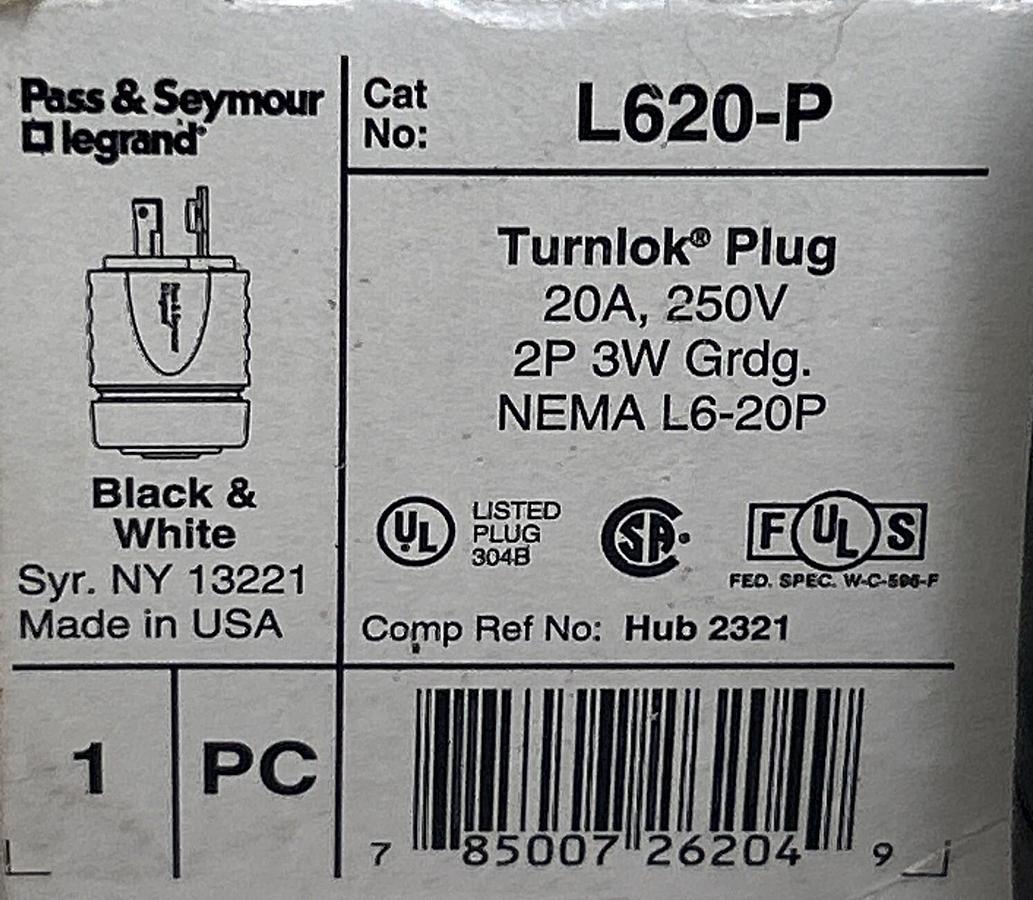 Pass & Seymour
legrand®
Cat
No:
L620-P
Turnlok® Plug
20A, 250V
2P 3W Grdg.
NEMA L6-20P
Black &
White
Syr. NY 13221
Made in USA
UL
LISTED
PLUG
304B
SA
F UL S
FED. SPEC. W-C-596-F
Comp Ref No: Hub 2321
1 PC
7 85007 26204 9